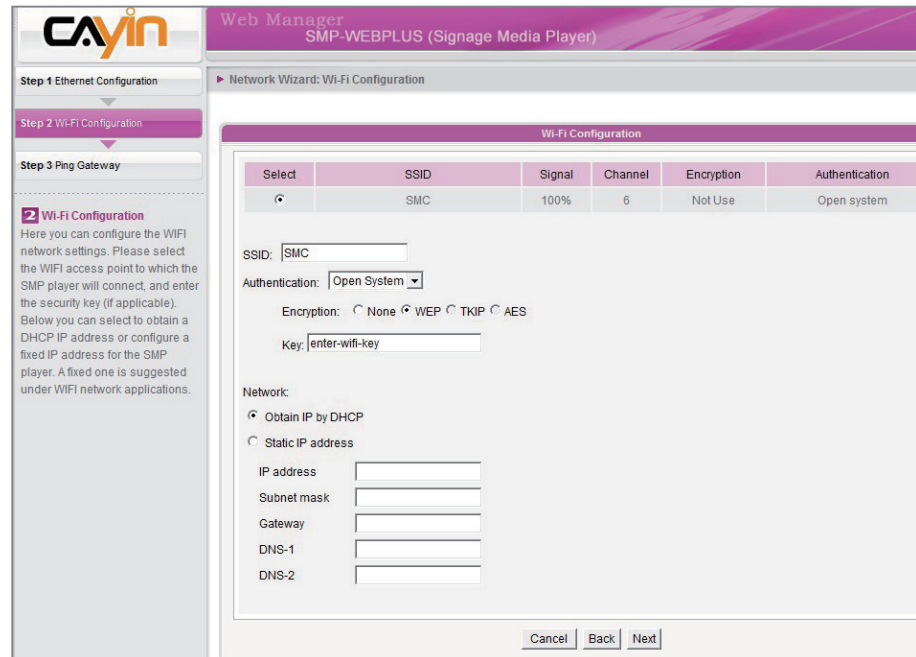 CAYIN
Web Manager
SMP-WEBPLUS (Signage Media Player)
Step 1 Ethernet Configuration
Step 2 Wi-Fi Configuration
Step 3 Ping Gateway
2 Wi-Fi Configuration
Here you can configure the WIFI
network settings. Please select
the WIFI access point to which the
SMP player will connect, and enter
the security key (if applicable).
Below you can select to obtain a
DHCP IP address or configure a
fixed IP address for the SMP
player. A fixed one is suggested
under WIFI network applications.
Network Wizard: Wi-Fi Configuration
Wi-Fi Configuration
Select SSID Signal Channel Encryption Authentication
SMC 100% 6 Not Use Open system
SSID: SMC
Authentication: Open System
Encryption: None WEP TKIP AES
Key: enter-wifi-key
Network:
Obtain IP by DHCP
Static IP address
IP address
Subnet mask
Gateway
DNS-1
DNS-2
Cancel Back Next